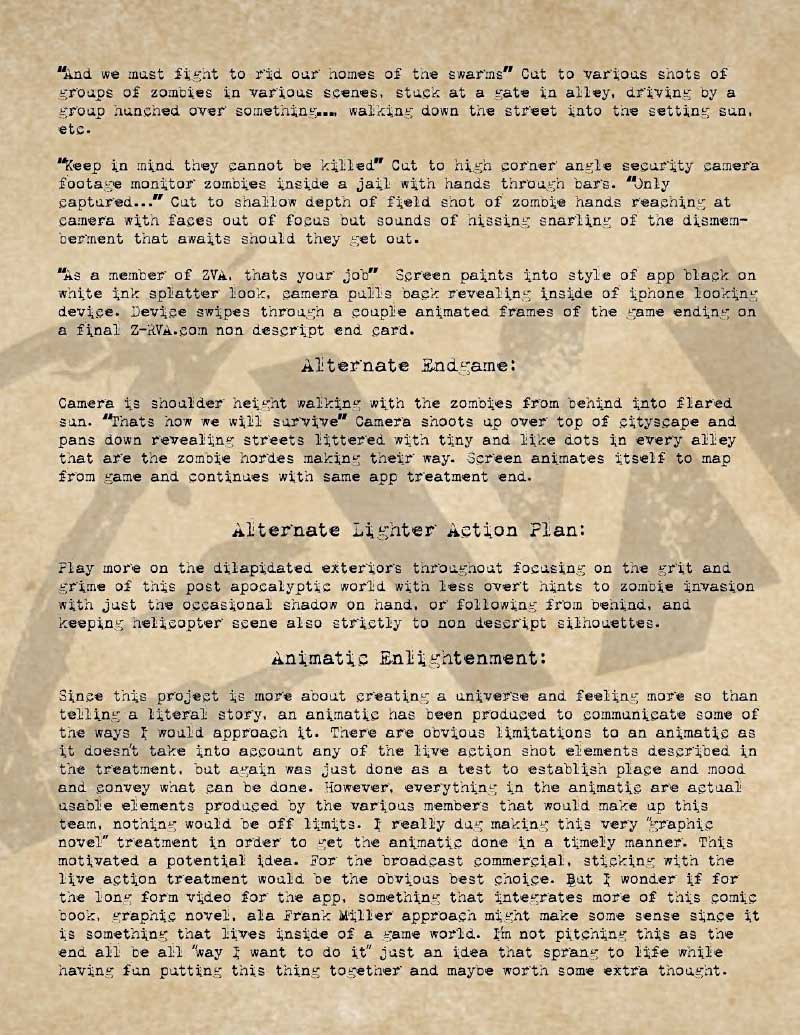 "And we must fight to rid our homes of the swarms" Cut to various shots of
groups of zombies in various scenes, stuck at a gate in alley, driving by a
group hunched over something…, walking down the street into the setting sun,
etc.
"Keep in mind they cannot be killed" Cut to high corner angle security camera
footage monitor zombies inside a jail with hands through bars. "Only
captured..." Cut to shallow depth of field shot of zombie hands reaching at
camera with faces out of focus but sounds of hissing snarling of the dismem-
berment that awaits should they get out.
"As a member of ZVA, thats your job" Screen paints into style of app black on
white ink splatter look, camera pulls back revealing inside of iphone looking
device. Device swipes through a couple animated frames of the game ending on
a final Z-RVA.com non descript end card.
Alternate Endgame:
Camera is shoulder height walking with the zombies from behind into flared
sun. "Thats how we will survive" Camera shoots up over top of cityscape and
pans down revealing streets littered with tiny and like dots in every alley
that are the zombie hordes making their way. Screen animates itself to map
from game and continues with same app treatment end.
Alternate Lighter Action Plan:
Play more on the dilapidated exteriors throughout focusing on the grit and
grime of this post apocalyptic world with less overt hints to zombie invasion
with just the occasional shadow on hand, or following from behind, and
keeping helicopter scene also strictly to non descript silhouettes.
Animatic Enlightenment:
Since this project is more about creating a universe and feeling more so than
telling a literal story, an animatic has been produced to communicate some of
the ways I would approach it. There are obvious limitations to an animatic as
it doesn't take into account any of the live action shot elements described in
the treatment, but again was just done as a test to establish place and mood
and convey what can be done. However, everything in the animatic are actual
usable elements produced by the various members that would make up this
team, nothing would be off limits. I really dug making this very "graphic
novel" treatment in order to get the animatic done in a timely manner. This
motivated a potential idea. For the broadcast commercial, sticking with the
live action treatment would be the obvious best choice. But I wonder if for
the long form video for the app, something that integrates more of this comic
book, graphic novel, ala Frank Miller approach might make some sense since it
is something that lives inside of a game world. I'm not pitching this as the
end all be all "way I want to do it" just an idea that sprang to life while
having fun putting this thing together and maybe worth some extra thought.